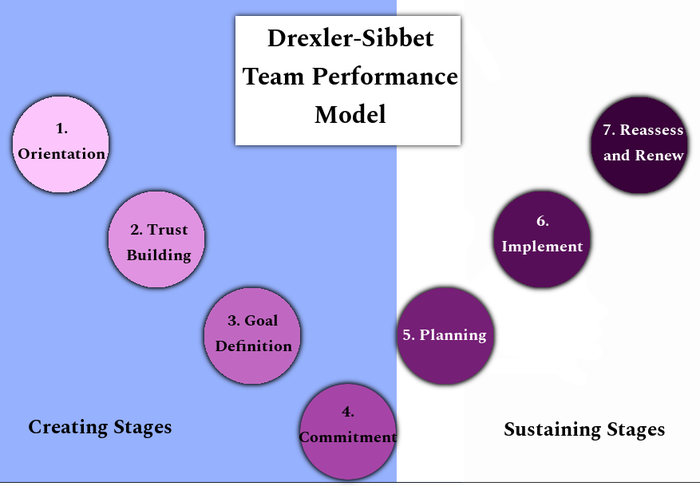 Drexler-Sibbet
Team Performance
Model
1.
Orientation
2. Trust
Building
3. Goal
Definition
4.
Commitment
5. Planning
6.
Implement
7. Reassess
and Renew
Creating Stages
Sustaining Stages